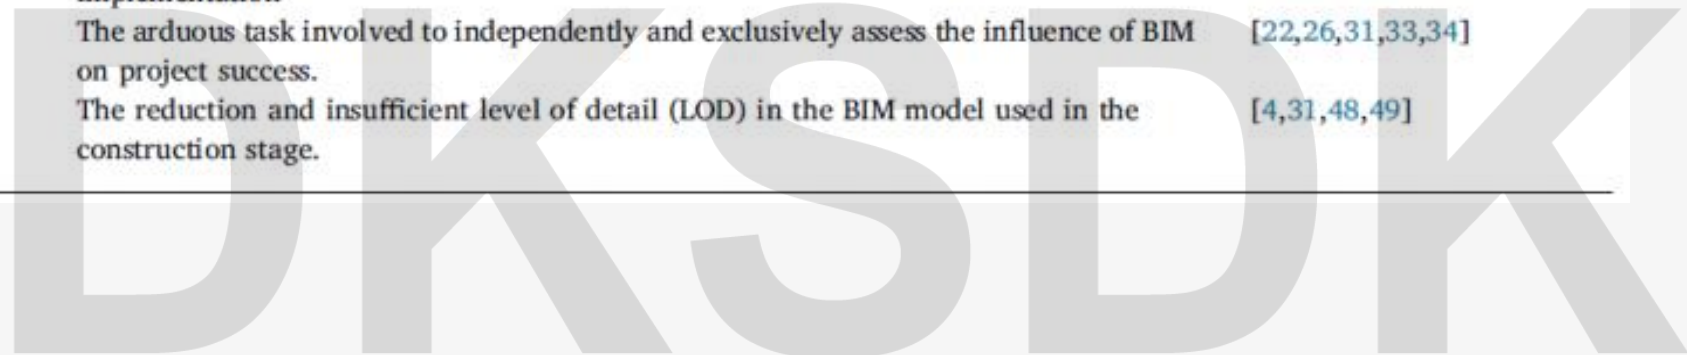 The arduous task involved to independently and exclusively assess the influence of BIM [22,26,31,33,34]
on project success.
The reduction and insufficient level of detail (LOD) in the BIM model used in the [4,31,48,49]
construction stage.
DKSDK